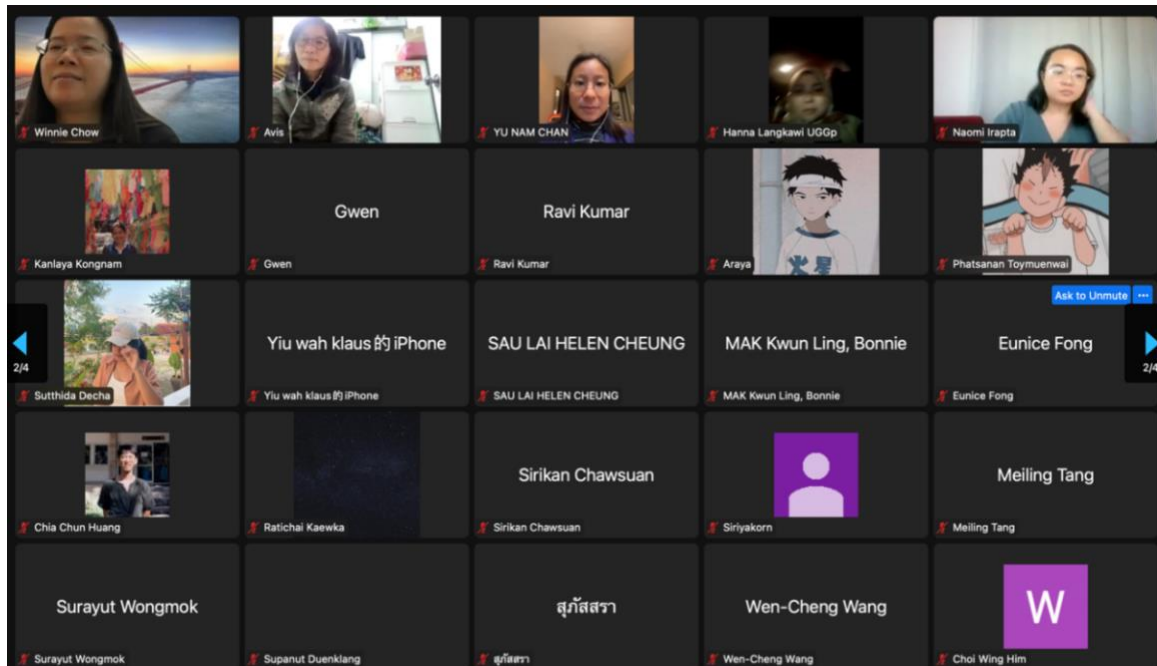 Winnie Chow
Avis
YU NAM CHAN
Hanna Langkawi UGGp
Naomi Irapta
Kanlaya Kongnam
Gwen
Gwen
Ravi Kumar
Ravi Kumar
Araya
火星
Phatsanan Toymuenwai
2/4
Sutthida Decha
Yiu wah klaus 的 iPhone
Yiu wah klaus 的 iPhone
SAU LAI HELEN CHEUNG
SAU LAI HELEN CHEUNG
MAK Kwun Ling, Bonnie
MAK Kwun Ling, Bonnie
Ask to Unmute ...
Eunice Fong
Eunice Fong
2/4
Chia Chun Huang
Ratichai Kaewka
Sirikan Chawsuan
Sirikan Chawsuan
Siriyakorn
Meiling Tang
Meiling Tang
Surayut Wongmok
Surayut Wongmok
Supanut Duenklang
สุภัสสรา
สุภัสสรา
Wen-Cheng Wang
Wen-Cheng Wang
W
Choi Wing Him